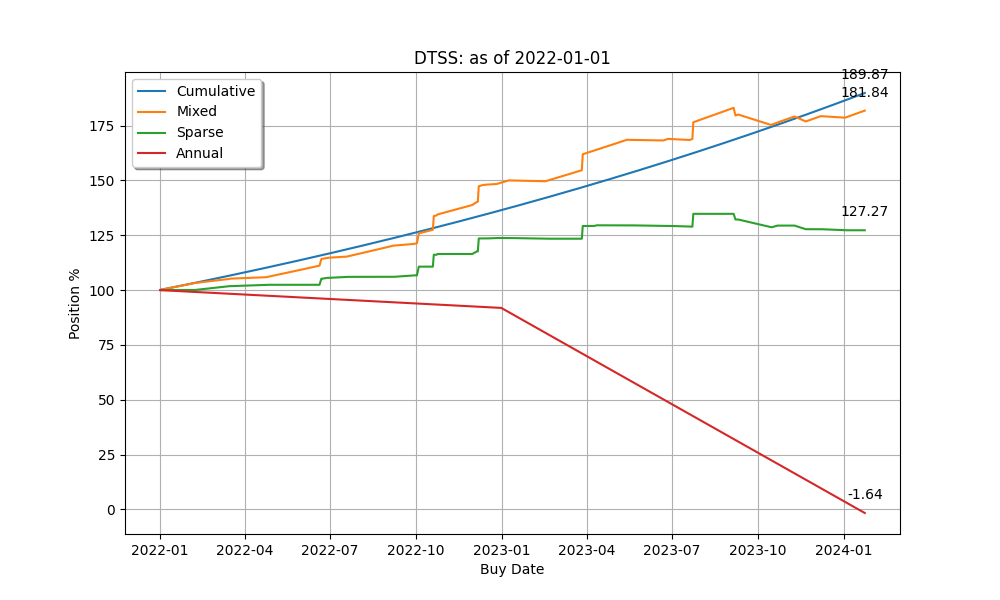 DTSS: as of 2022-01-01
Cumulative
Mixed
Sparse
Annual
189.87
181.84
127.27
-1.64
Position %
175
150
125
100
75
50
25
0
2022-01 2022-04 2022-07 2022-10 2023-01 2023-04 2023-07 2023-10 2024-01
Buy Date